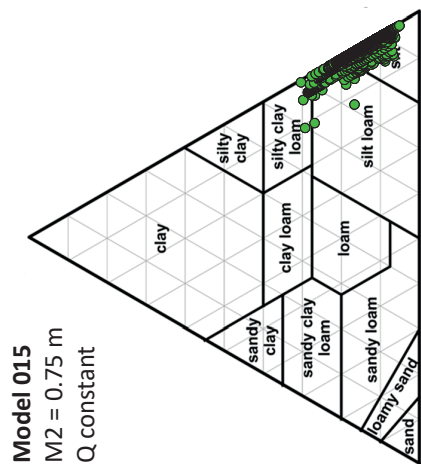 Model 015
M2 = 0.75 m
Q constant
clay
silty
clay
silty clay
loam
sandy
clay
clay loam
sandy clay
loam
loam
silt loam
silt
sandy loam
loamy sand
sand